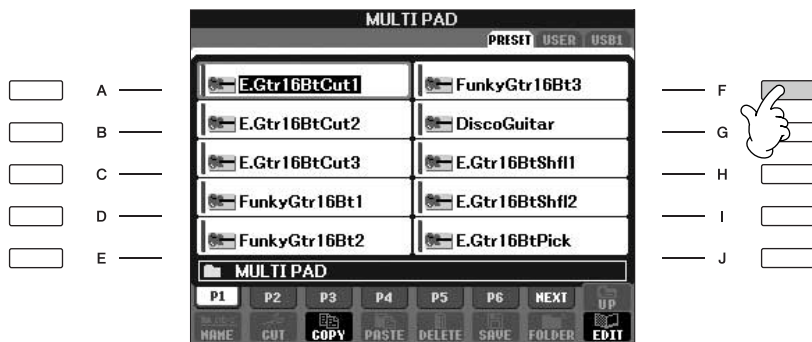 MULTI PAD
PRESET USER USB1
A E.Gtr16BtCut1 FunkyGtr16Bt3 F
B E.Gtr16BtCut2 DiscoGuitar G
C E.Gtr16BtCut3 E.Gtr16BtShfl1 H
D FunkyGtr16Bt1 E.Gtr16BtShfl2 I
E FunkyGtr16Bt2 E.Gtr16BtPick J
MULTI PAD
P1 P2 P3 P4 P5 P6 NEXT UP
NAME CUT COPY PASTE DELETE SAVE FOLDER EDIT